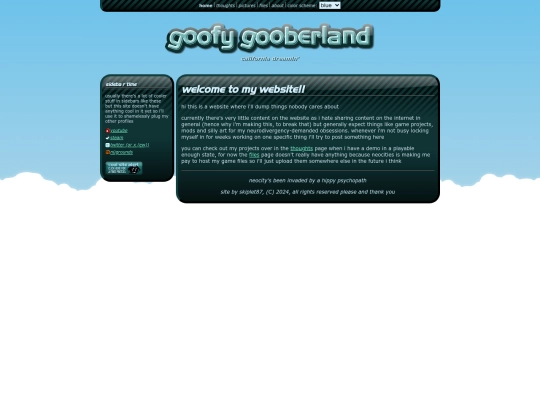 home | thoughts | pictures | files | about | color scheme: blue
goofy gooberland
california dreamin'
sidebar time
usually there's a lot of cooler
stuff in sidebars like these
but this site doesn't have
anything cool in it yet so i'll
use it to shamelessly plug my
other profiles
youtube
steam
twitter (or x (ew))
newgrounds
welcome to my website!!
hi this is a website where i'll dump things nobody cares about
currently there's very little content on the website as i hate sharing content on the internet in
general (hence why i'm making this, to break that) but generally expect things like game projects,
mods and silly art for my neurodivergency-demanded obsessions. whenever i'm not busy locking
myself in for weeks working on one specific thing i'll try to post something here
you can check out my projects over in the thoughts page when i have a demo in a playable
enough state, for now the files page doesn't really have anything because neocities is making me
pay to host my game files so i'll just upload them somewhere else in the future i think
neocity's been invaded by a hippy psychopath
site by skiplet87, (C) 2024, all rights reserved please and thank you